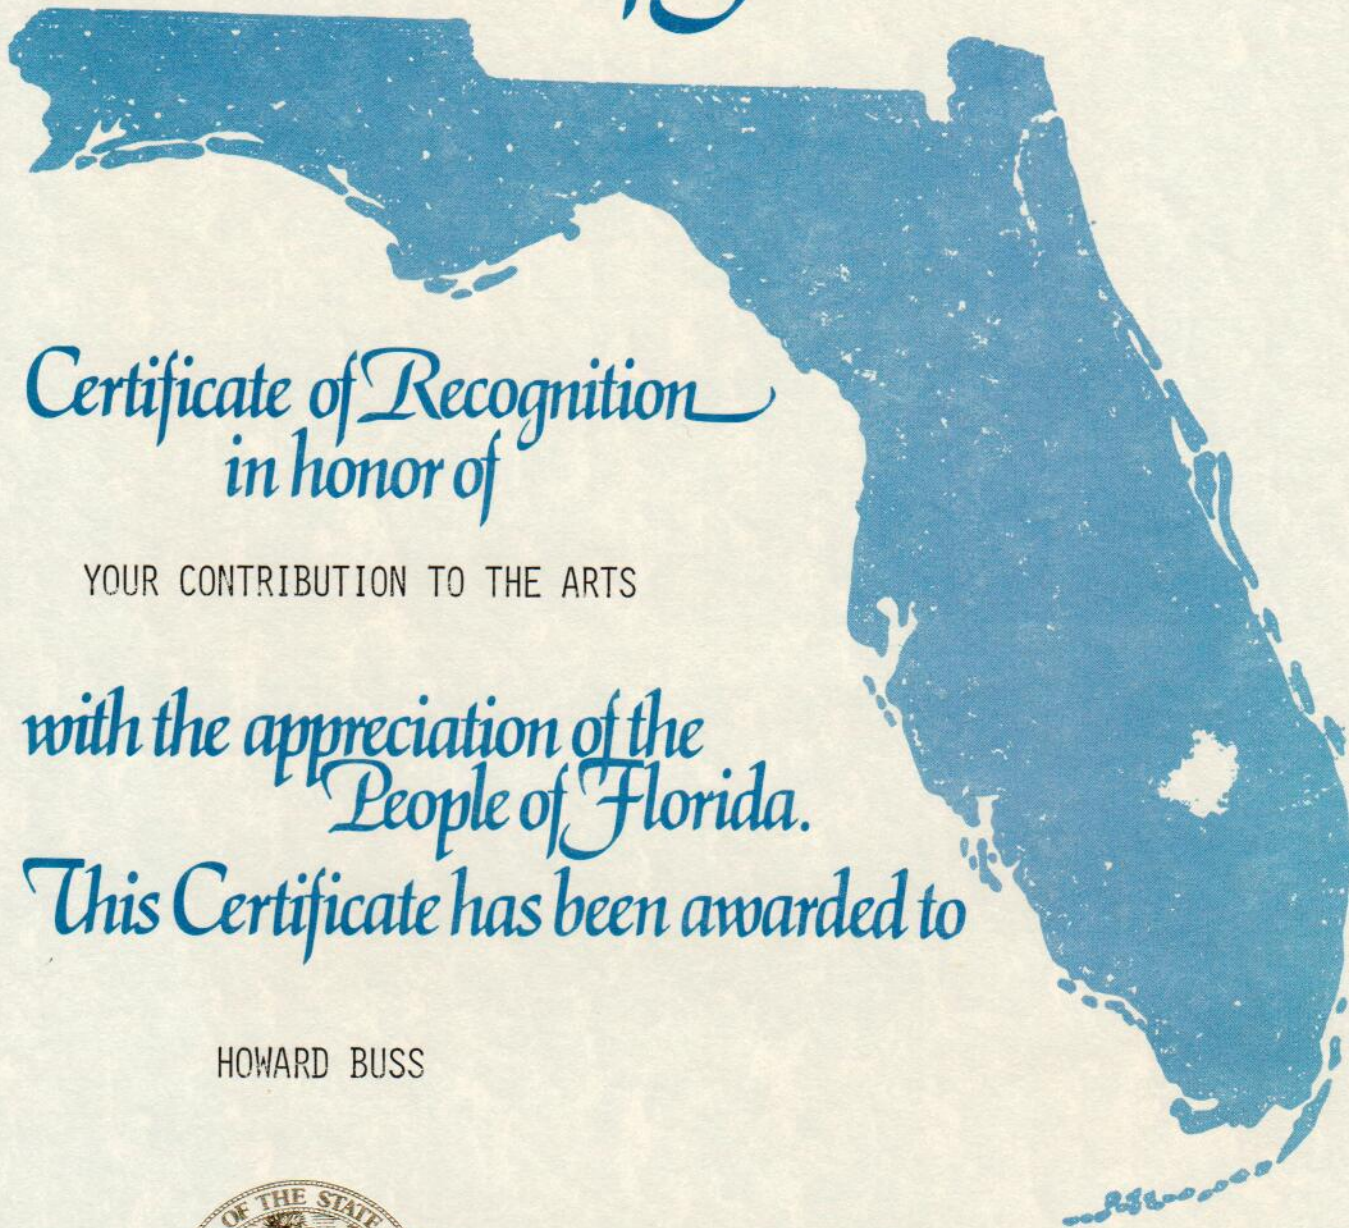 Certificate of Recognition
in honor of
YOUR CONTRIBUTION TO THE ARTS
with the appreciation of the
People of Florida.
This Certificate has been awarded to
HOWARD BUSS
OF THE STATE